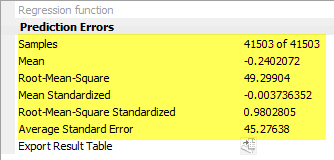 Regression function
Prediction Errors
Samples 41503 of 41503
Mean -0.2402072
Root-Mean-Square 49.29904
Mean Standardized -0.003736352
Root-Mean-Square Standardized 0.9802805
Average Standard Error 45.27638
Export Result Table